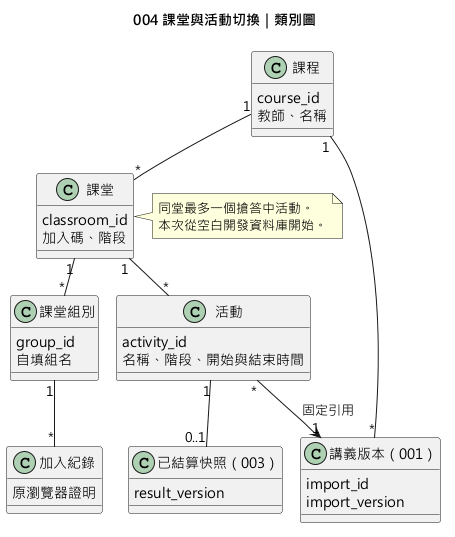 004 課堂與活動切換 | 類別圖
C 課程
course_id
教師、名稱
1
1
*
C 課堂
classroom_id
加入碼、階段
同堂最多一個搶答中活動。
本次從空白開發資料庫開始。
1
1
*
*
C 課堂組別
group_id
自填組名
C 活動
activity_id
名稱、階段、開始與結束時間
1
1
*
固定引用
*
0..1
1
*
C 加入紀錄
原瀏覽器證明
C 已結算快照（003）
result_version
C 講義版本（001）
import_id
import_version